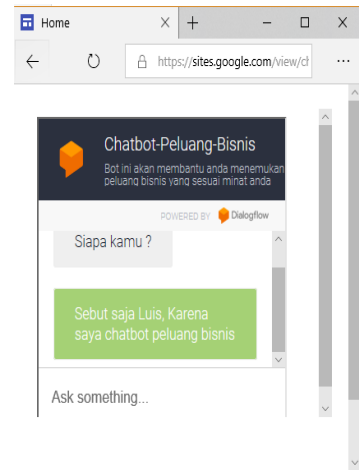 Home
https://sites.google.com/view/ch
Chatbot-Peluang-Bisnis
Bot ini akan membantu anda menemukan
peluang bisnis yang sesuai minat anda
POWERED BY Dialogflow
Siapa kamu ?
Sebut saja Luis, Karena
saya chatbot peluang bisnis
Ask something...